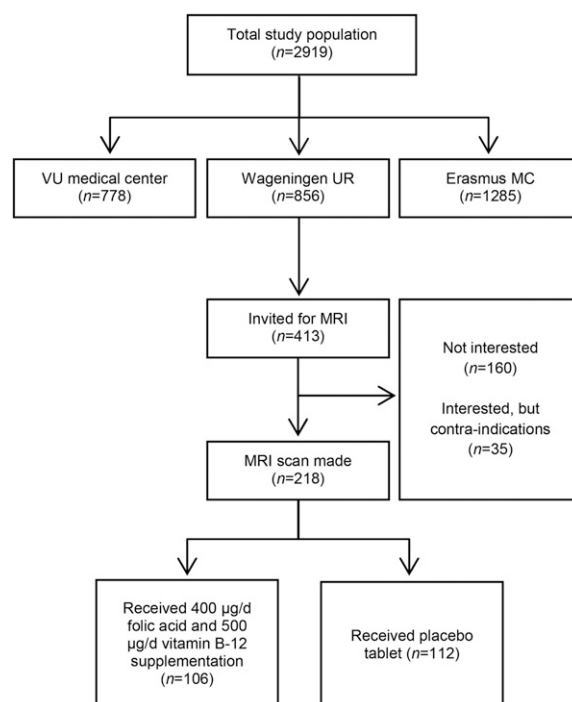 Total study population
(n=2919)
VU medical center
(n=778)
Wageningen UR
(n=856)
Erasmus MC
(n=1285)
Invited for MRI
(n=413)
Not interested
(n=160)
Interested, but
contra-indications
(n=35)
MRI scan made
(n=218)
Received 400 µg/d
folic acid and 500
µg/d vitamin B-12
supplementation
(n=106)
Received placebo
tablet (n=112)